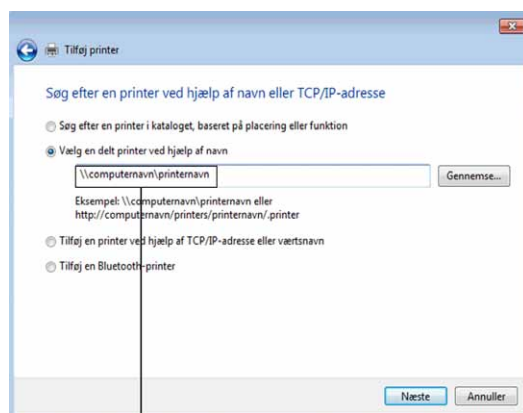 Tilføj printer
Søg efter en printer ved hjælp af navn eller TCP/IP-adresse
Søg efter en printer i kataloget, baseret på placering eller funktion
Vælg en delt printer ved hjælp af navn
\\computernavn\printernavn
Gennemse...
Eksempel: \\computernavn\printernavn eller
http://computernavn/printers/printernavn/.printer
Tilføj en printer ved hjælp af TCP/IP-adresse eller værtsnavn
Tilføj en Bluetooth-printer
Næste
Annuller